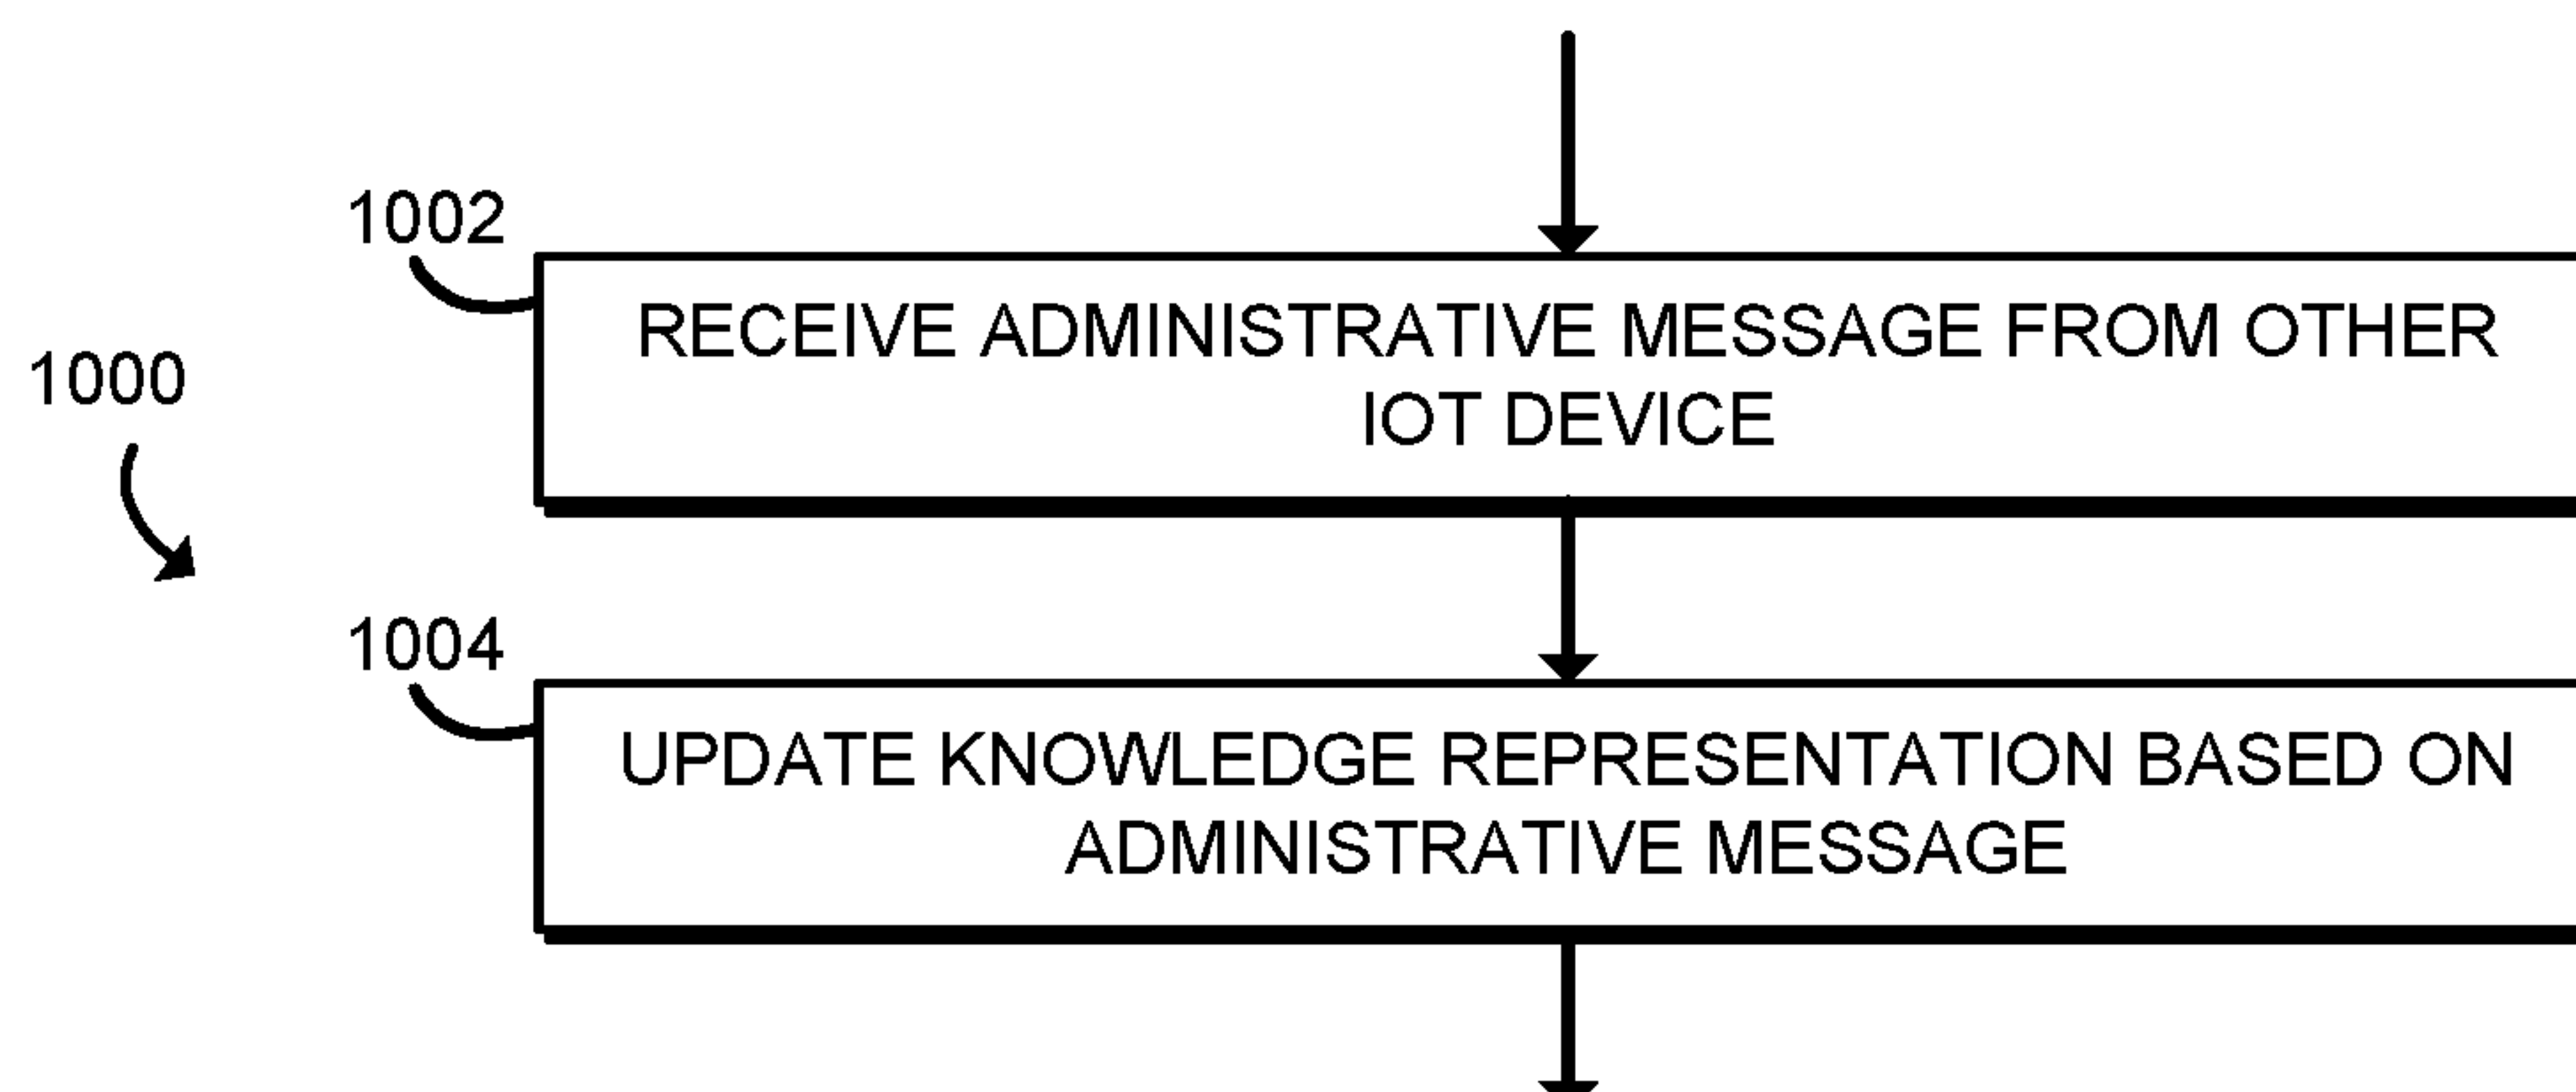 1002
RECEIVE ADMINISTRATIVE MESSAGE FROM OTHER
IOT DEVICE
1000
1004
UPDATE KNOWLEDGE REPRESENTATION BASED ON
ADMINISTRATIVE MESSAGE